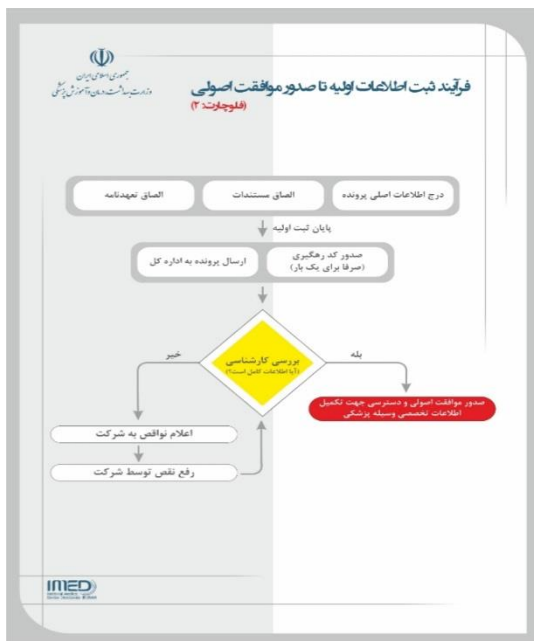 جمهوری اسلامی ایران
وزارت بهداشت، درمان و آموزش پزشکی
فرآیند ثبت اطلاعات اولیه تا صدور موافقت اصولی
(فلوچارت: ۲)
درج اطلاعات اصلی پرونده
الصاق مستندات
الصاق تعهدنامه
پایان ثبت اولیه
صدور کد رهگیری
(صرفا برای یک بار)
ارسال پرونده به اداره کل
بررسی کارشناسی
(آیا اطلاعات کامل است؟)
بله
خیر
صدور موافقت اصولی و دسترسی جهت تکمیل
اطلاعات تخصصی وسیله پزشکی
اعلام نواقص به شرکت
رفع نقص توسط شرکت
IMED